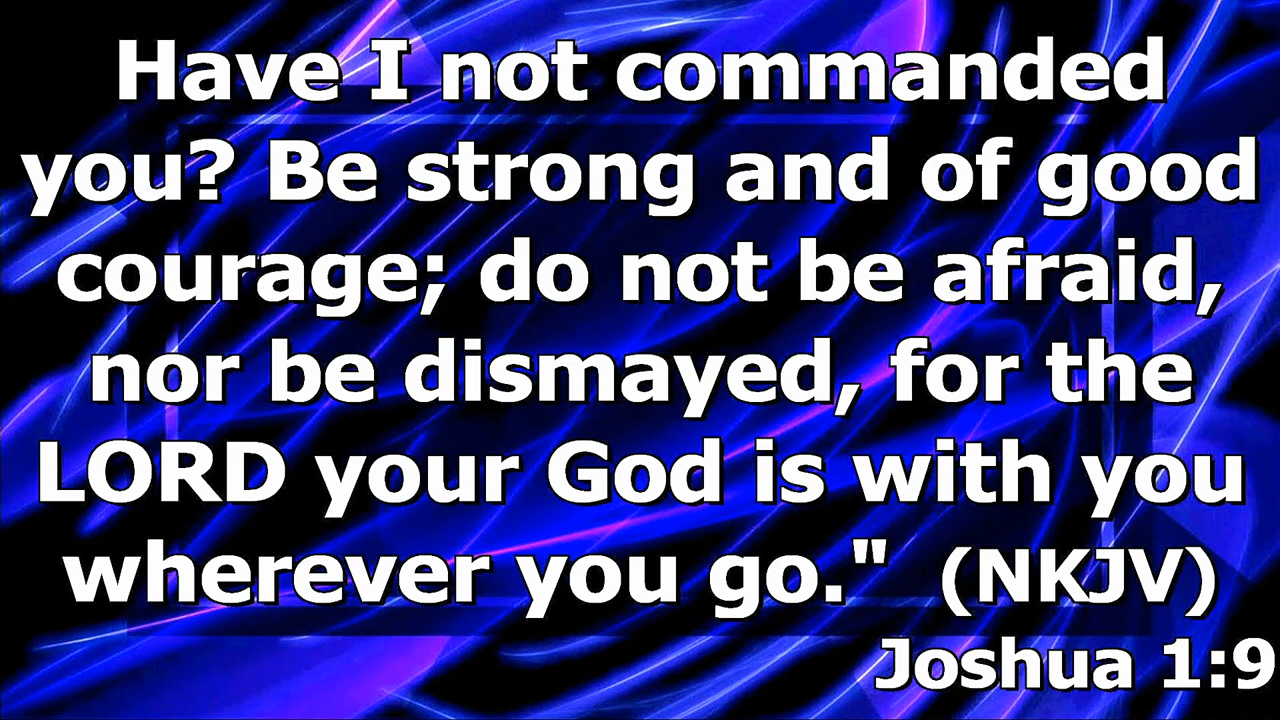 Have I not commanded
you? Be strong and of good
courage; do not be afraid,
nor be dismayed, for the
LORD your God is with you
wherever you go." (NKJV)
Joshua 1:9